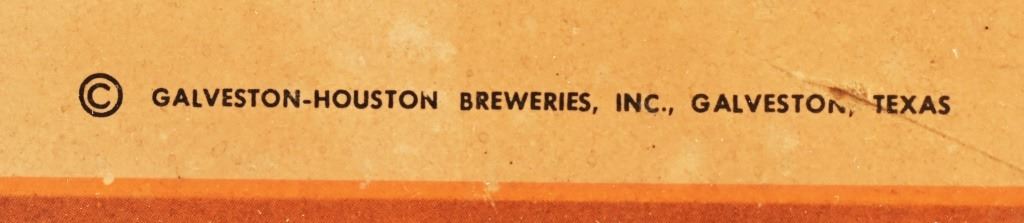 © GALVESTON-HOUSTON BREWERIES, INC., GALVESTON, TEXAS